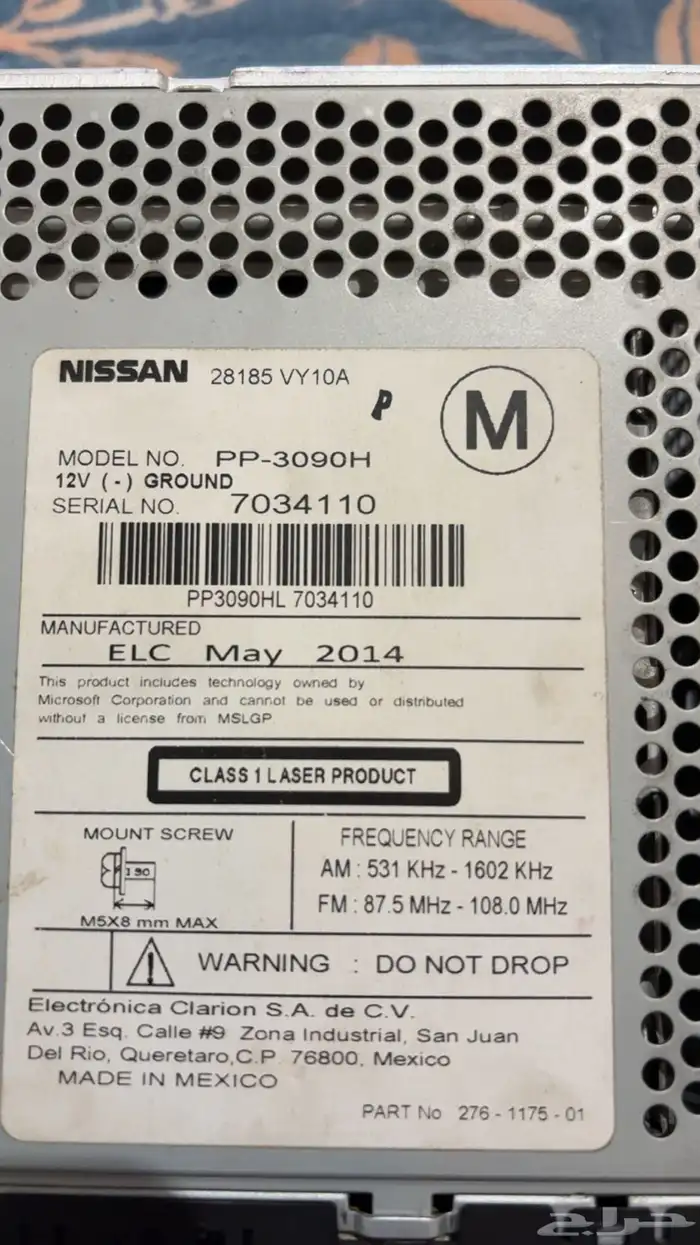 NISSAN 28185 VY10A
P
M
MODEL NO. PP-3090H
12V (-) GROUND
SERIAL NO. 7034110
PP3090HL 7034110
MANUFACTURED
ELC May 2014
This product includes technology owned by
Microsoft Corporation and cannot be used or distributed
without a license from MSLGP
CLASS 1 LASER PRODUCT
MOUNT SCREW
ISO
M5X8 mm MAX
FREQUENCY RANGE
AM : 531 KHz - 1602 KHz
FM : 87.5 MHz - 108.0 MHz
WARNING : DO NOT DROP
Electrónica Clarion S.A. de C.V.
Av.3 Esq. Calle #9 Zona Industrial, San Juan
Del Rio, Queretaro,C.P. 76800, Mexico
MADE IN MEXICO
PART No 276 - 1175 - 01
حراج